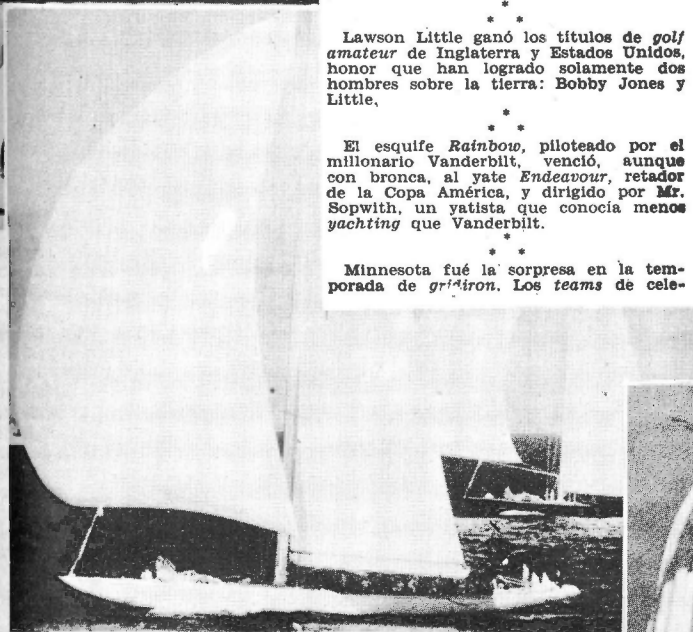 *
* *
Lawson Little ganó los títulos de golf
amateur de Inglaterra y Estados Unidos,
honor que han logrado solamente dos
hombres sobre la tierra: Bobby Jones y
Little,
*
* *
El esquife Rainbow, piloteado por el
millonario Vanderbilt, venció, aunque
con bronca, al yate Endeavour, retador
de la Copa América, y dirigido por Mr.
Sopwith, un yatista que conocía menos
yachting que Vanderbilt.
*
* *
Minnesota fué la sorpresa en la tem-
porada de gridiron. Los teams de cele-